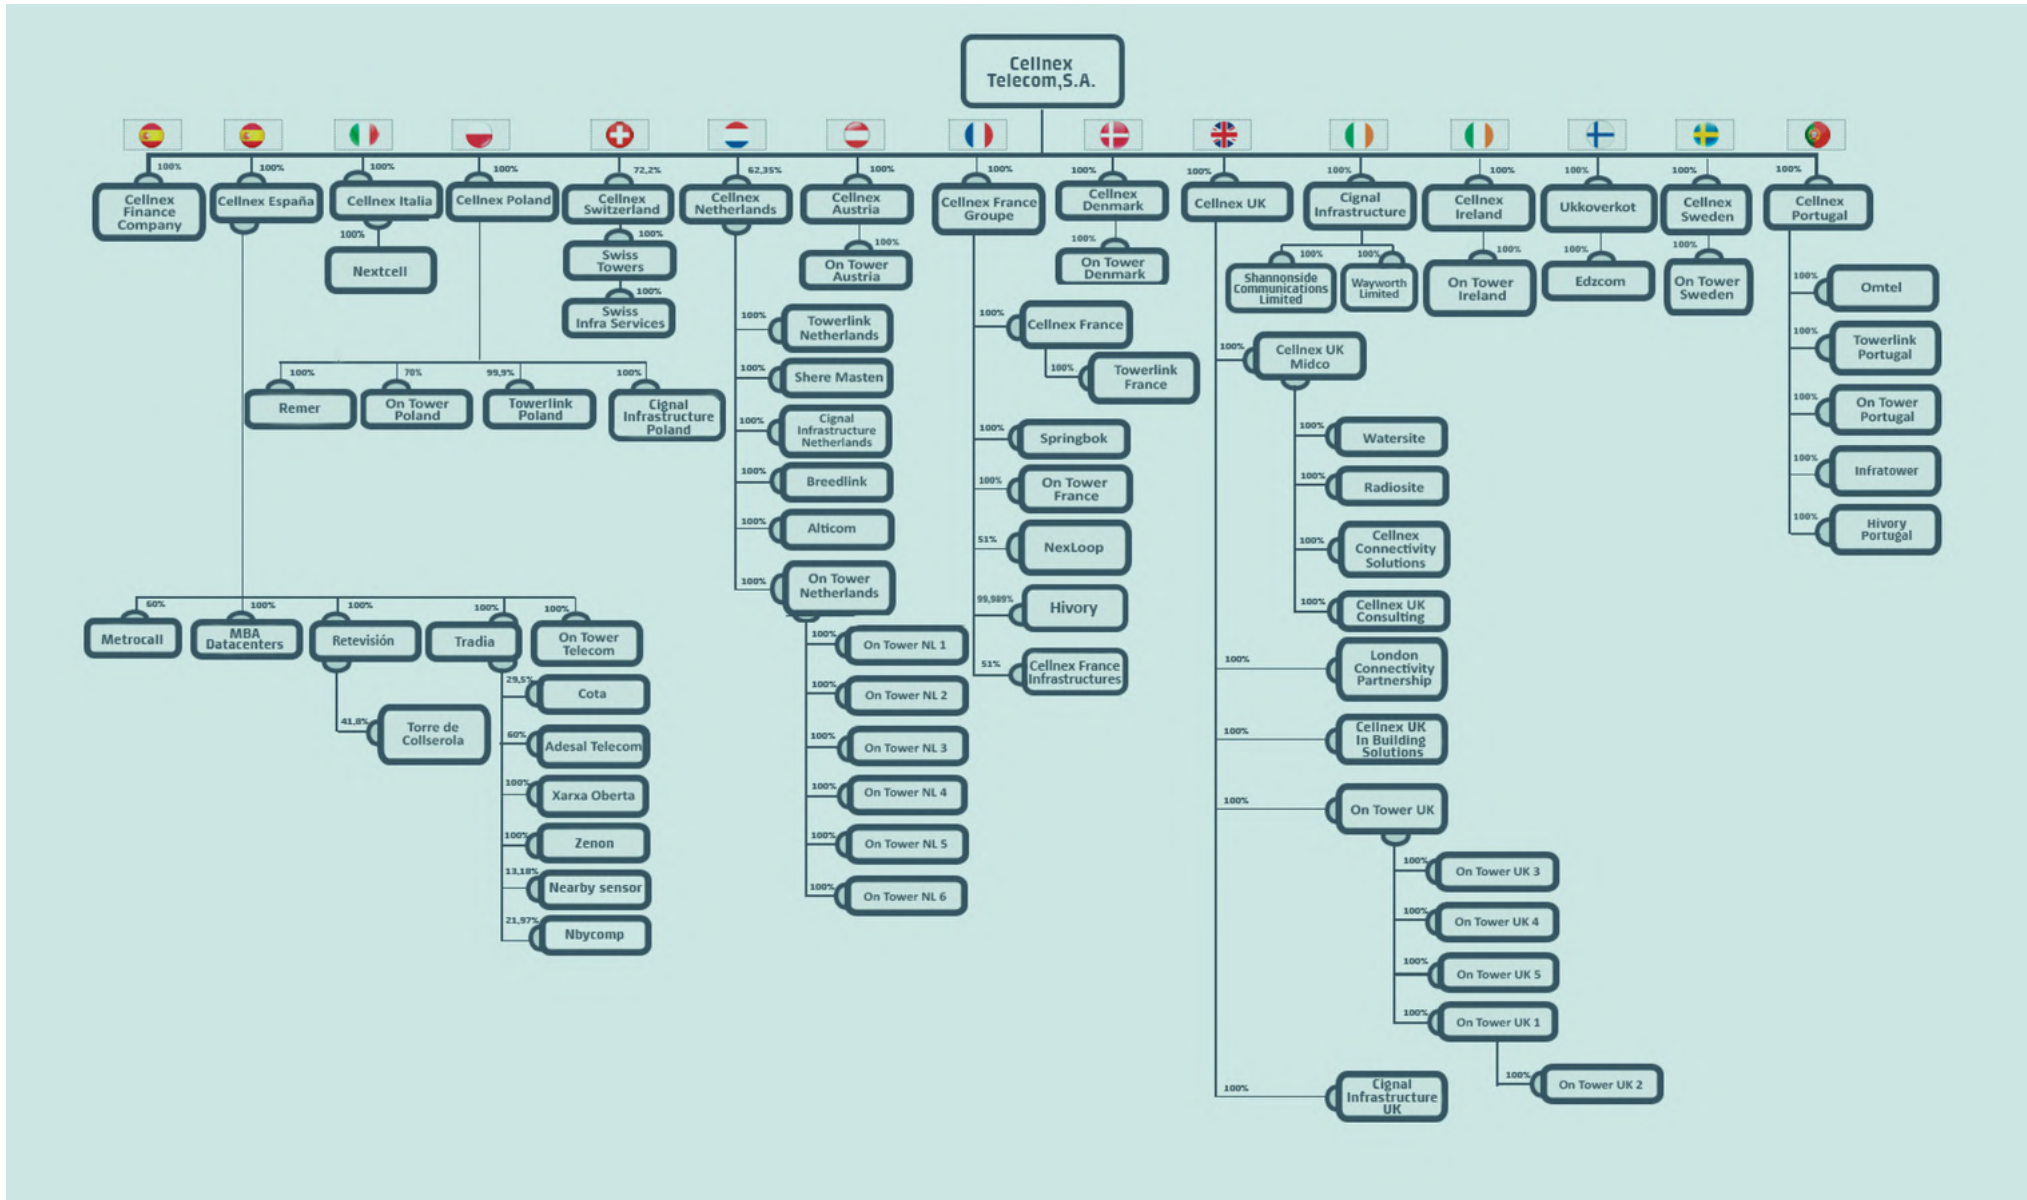 Cellnex
Telecom,S.A.
100%
Cellnex
Finance
Company
100%
Cellnex España
100%
Cellnex Italia
100%
Cellnex Poland
72,2%
Cellnex
Switzerland
62,35%
Cellnex
Netherlands
100%
Cellnex
Austria
100%
Cellnex France
Groupe
100%
Cellnex
Denmark
100%
Cellnex UK
100%
Cignal
Infrastructure
100%
Cellnex
Ireland
100%
Ukkoverkot
100%
Cellnex
Sweden
100%
Cellnex
Portugal
60%
Metrocall
100%
MBA
Datacenters
100%
Retevisión
41,8%
Torre de
Collserola
100%
Tradia
29,5%
Cota
60%
Adesal Telecom
100%
Xarxa Oberta
100%
Zenon
13,18%
Nearby sensor
21,97%
Nbycomp
100%
On Tower
Telecom
100%
Nextcell
100%
Remer
70%
On Tower
Poland
99,9%
Towerlink
Poland
100%
Cignal
Infrastructure
Poland
100%
Swiss
Towers
100%
Swiss
Infra Services
100%
Towerlink
Netherlands
100%
Shere Masten
100%
Cignal
Infrastructure
Netherlands
100%
Breedlink
100%
Alticom
100%
On Tower
Netherlands
100%
On Tower NL 1
100%
On Tower NL 2
100%
On Tower NL 3
100%
On Tower NL 4
100%
On Tower NL 5
100%
On Tower NL 6
100%
On Tower
Austria
100%
Cellnex France
100%
Towerlink
France
100%
Springbok
100%
On Tower
France
51%
NexLoop
99,989%
Hivory
51%
Cellnex France
Infrastructures
100%
On Tower
Denmark
100%
Cellnex UK
Midco
100%
Watersite
100%
Radiosite
100%
Cellnex
Connectivity
Solutions
100%
Cellnex UK
Consulting
100%
London
Connectivity
Partnership
100%
Cellnex UK
In Building
Solutions
100%
On Tower UK
100%
On Tower UK 3
100%
On Tower UK 4
100%
On Tower UK 5
100%
On Tower UK 1
100%
On Tower UK 2
100%
Cignal
Infrastructure
UK
100%
Shannonside
Communications
Limited
100%
Wayworth
Limited
100%
On Tower
Ireland
100%
Edzcom
100%
On Tower
Sweden
100%
Omtel
100%
Towerlink
Portugal
100%
On Tower
Portugal
100%
Infratower
100%
Hivory
Portugal